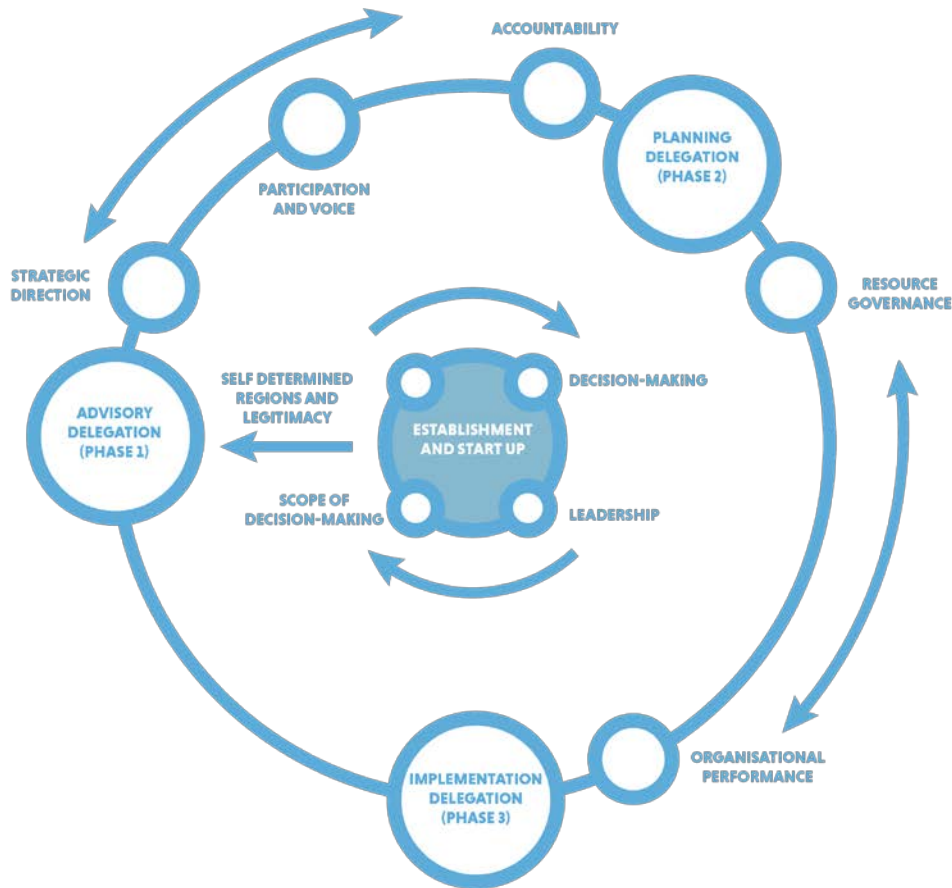 ACCOUNTABILITY
PLANNING
DELEGATION
(PHASE 2)
PARTICIPATION
AND VOICE
STRATEGIC
DIRECTION
RESOURCE
GOVERNANCE
SELF DETERMINED
REGIONS AND
LEGITIMACY
DECISION-MAKING
ADVISORY
DELEGATION
(PHASE 1)
ESTABLISHMENT
AND START UP
SCOPE OF
DECISION-MAKING
LEADERSHIP
ORGANISATIONAL
PERFORMANCE
IMPLEMENTATION
DELEGATION
(PHASE 3)